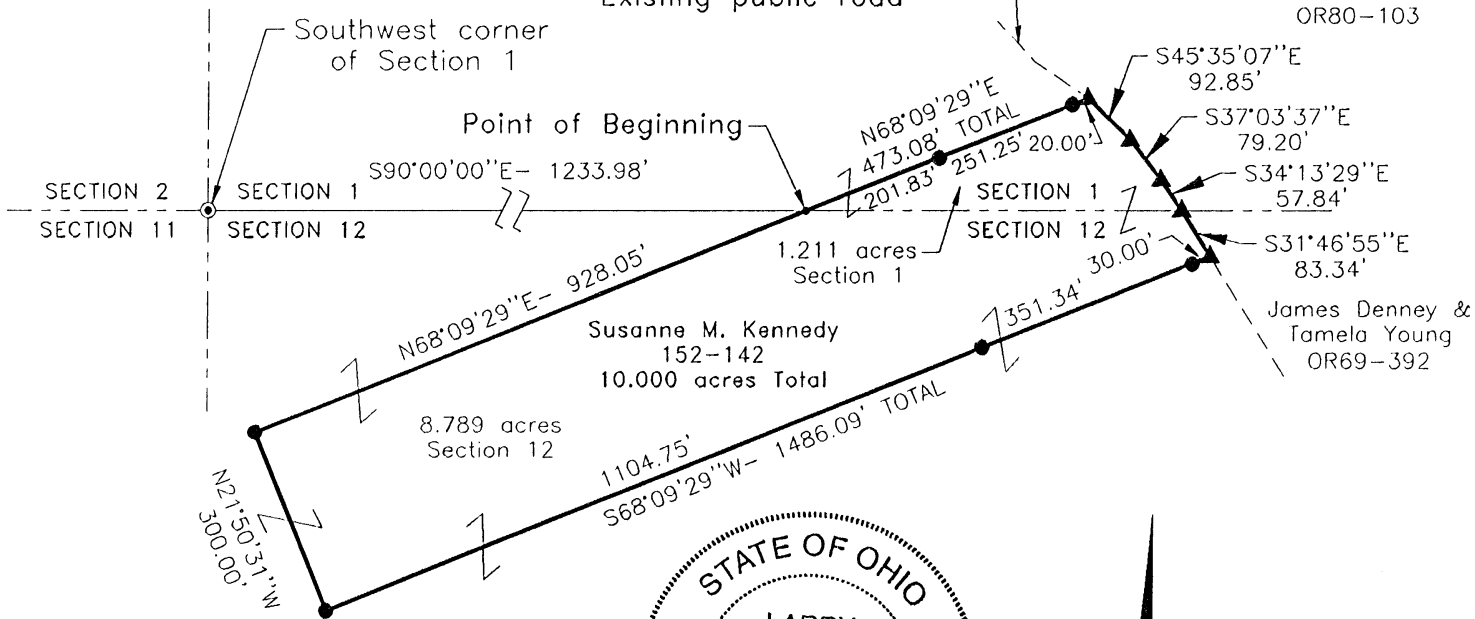 Existing public road
OR80-103
Southwest corner
of Section 1
S45°35'07''E
92.85'
N68°09'29''E
473.08' TOTAL
S37°03'37''E
79.20'
Point of Beginning
201.83' 251.25' 20.00'
S90°00'00''E- 1233.98'
S34°13'29''E
57.84'
SECTION 2 SECTION 1
SECTION 1
SECTION 11 SECTION 12
SECTION 12
S31°46'55''E
83.34'
1.211 acres
Section 1
30.00'
N68°09'29''E- 928.05'
351.34'
James Denney &
Tamela Young
OR69-392
Susanne M. Kennedy
152-142
10.000 acres Total
8.789 acres
Section 12
1104.75'
S68°09'29''W- 1486.09' TOTAL
N21°50'31''W
300.00'
STATE OF OHIO